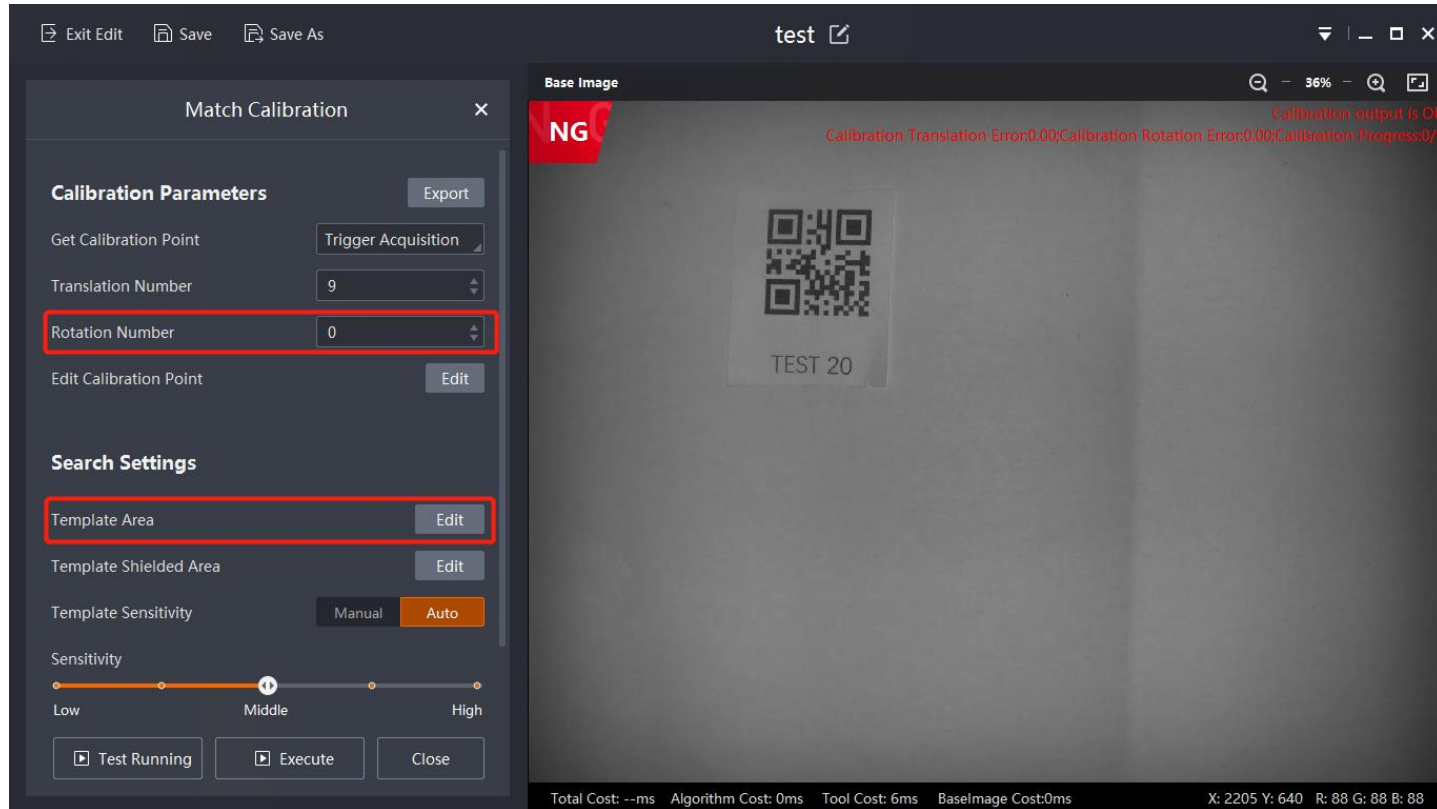 Exit Edit Save Save As test
Match Calibration
Calibration Parameters Export
Get Calibration Point Trigger Acquisition
Translation Number 9
Rotation Number 0
Edit Calibration Point Edit
Search Settings
Template Area Edit
Template Shielded Area Edit
Template Sensitivity Manual Auto
Sensitivity
Low Middle High
Test Running Execute Close
Base Image 36%
NG
Calibration output is
Calibration Translation Error:0.00;Calibration Rotation Error:0.00;Calibration Progress:0/
TEST 20
Total Cost: --ms Algorithm Cost: 0ms Tool Cost: 6ms BaseImage Cost:0ms X: 2205 Y: 640 R: 88 G: 88 B: 88